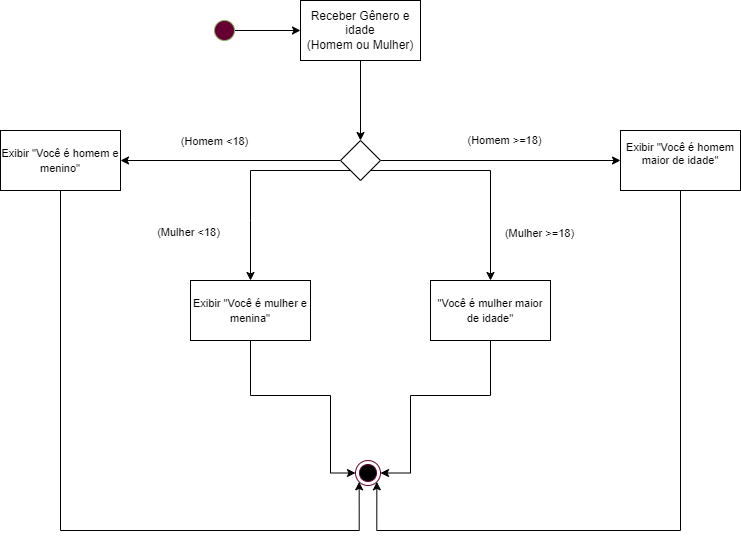 Receber Gênero e
idade
(Homem ou Mulher)
(Homem <18)
(Homem >=18)
Exibir "Você é homem e
menino"
Exibir "Você é homem
maior de idade"
(Mulher <18)
(Mulher >=18)
Exibir "Você é mulher e
menina"
"Você é mulher maior
de idade"